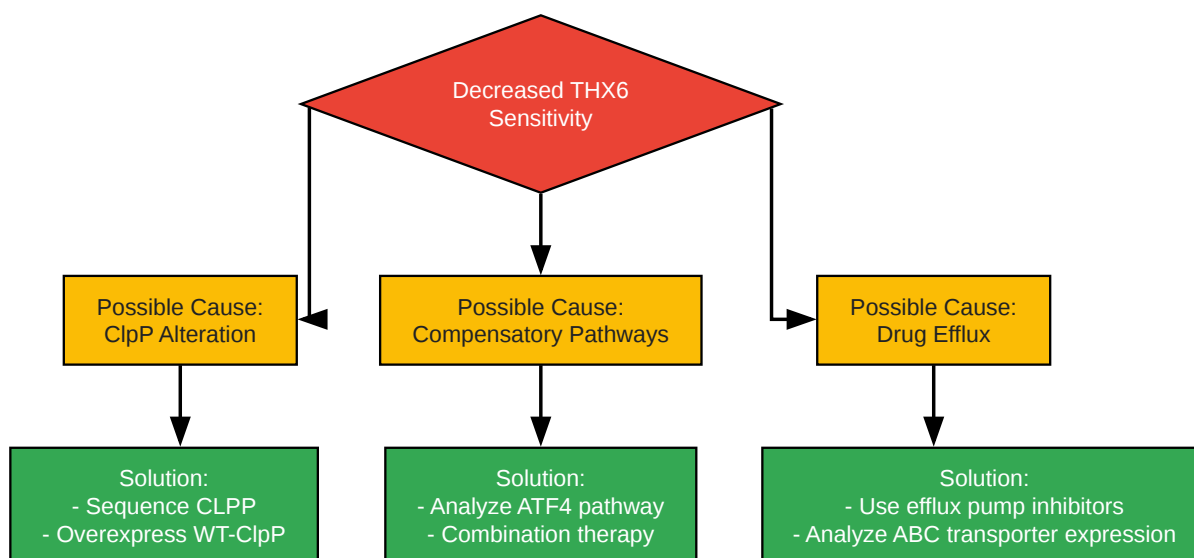 Decreased THX6
Sensitivity
Possible Cause:
ClpP Alteration
Possible Cause:
Compensatory Pathways
Possible Cause:
Drug Efflux
Solution:
- Sequence CLPP
- Overexpress WT-ClpP
Solution:
- Analyze ATF4 pathway
- Combination therapy
Solution:
- Use efflux pump inhibitors
- Analyze ABC transporter expression